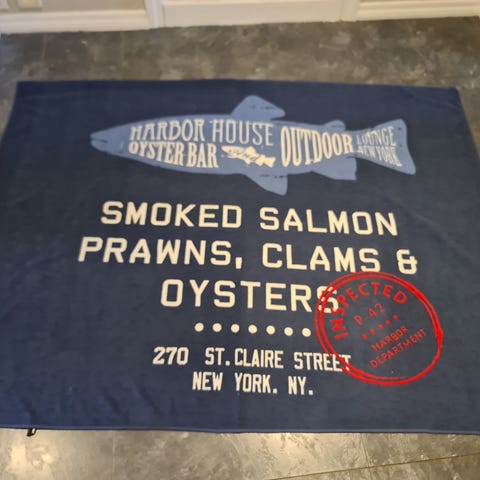 HARBOR HOUSE
OYSTER BAR
OUTDOOR
LOUNGE
NEW YORK
SMOKED SALMON
PRAWNS, CLAMS &
OYSTERS
270 ST. CLAIRE STREET
NEW YORK. NY.
INSPECTED
P-42
HARBOR
DEPARTMENT